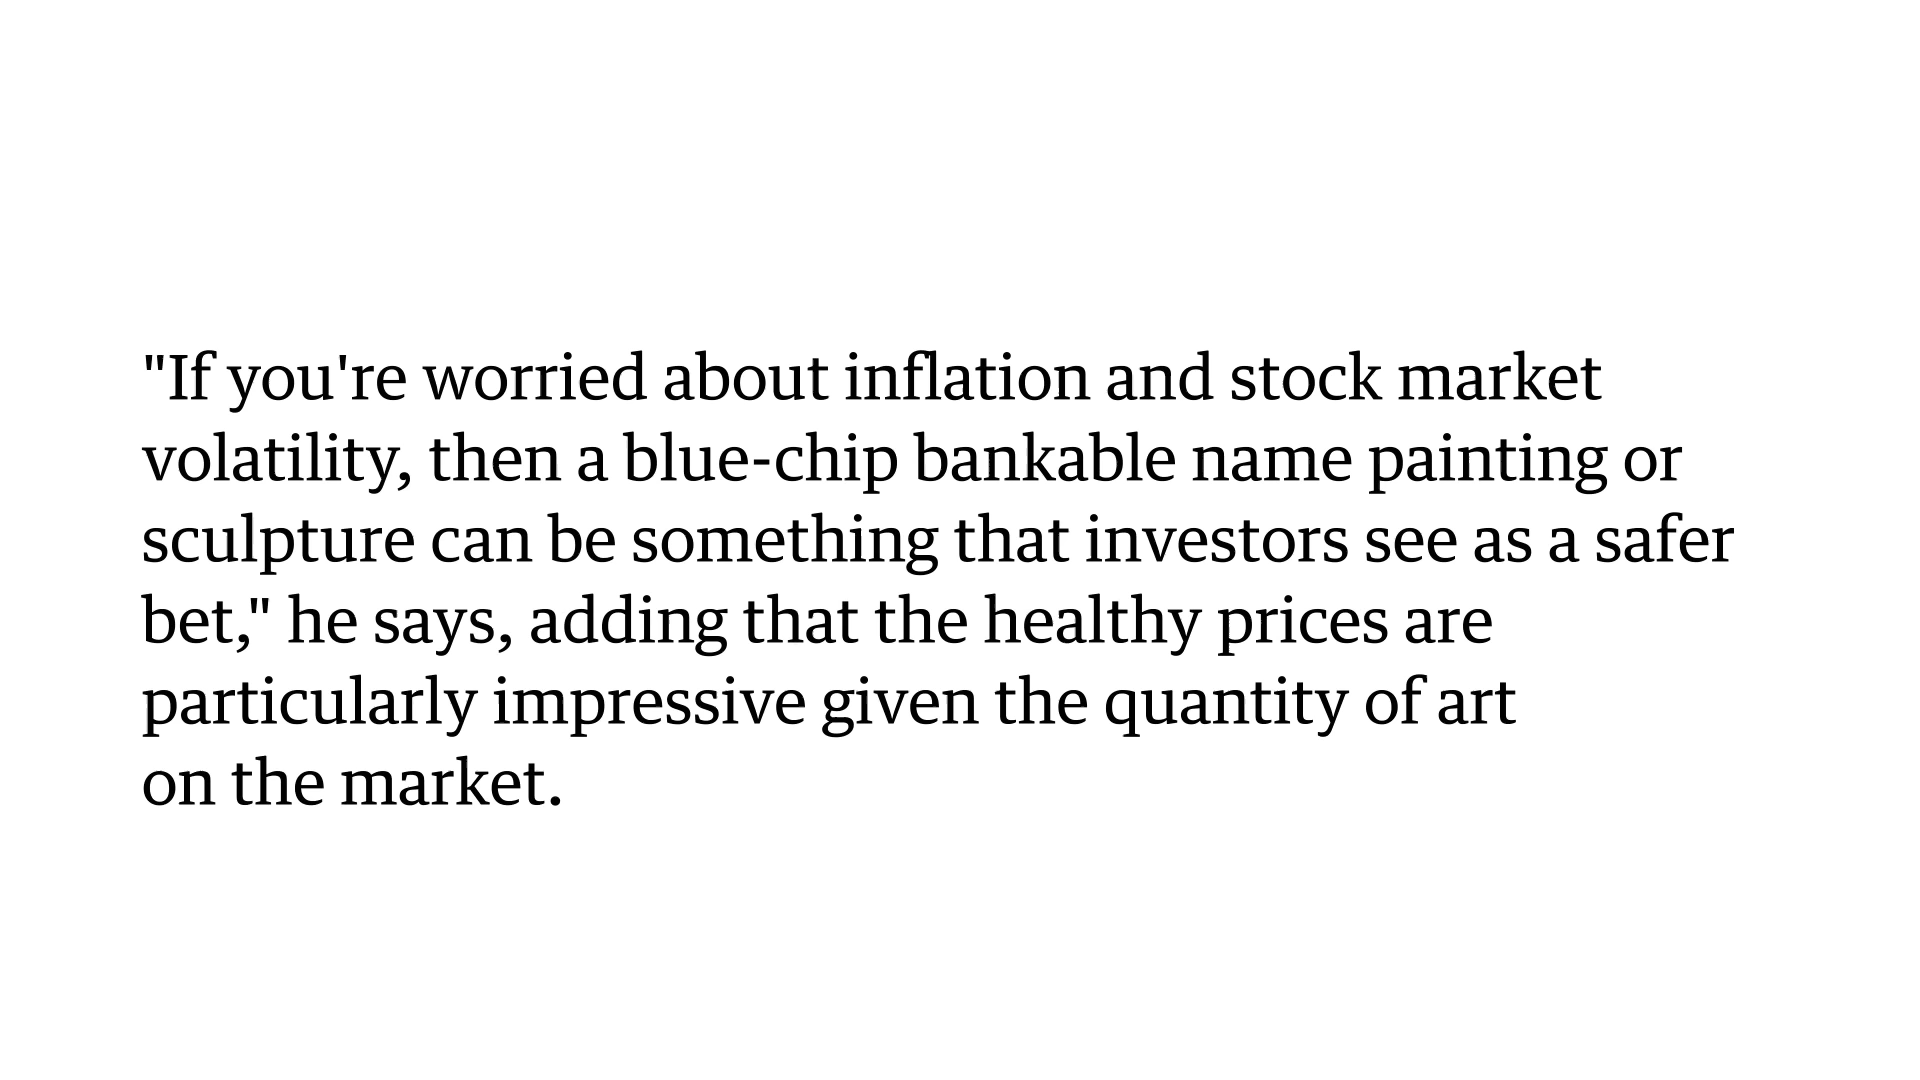 "If you're worried about inflation and stock market
volatility, then a blue-chip bankable name painting or
sculpture can be something that investors see as a safer
bet," he says, adding that the healthy prices are
particularly impressive given the quantity of art
on the market.